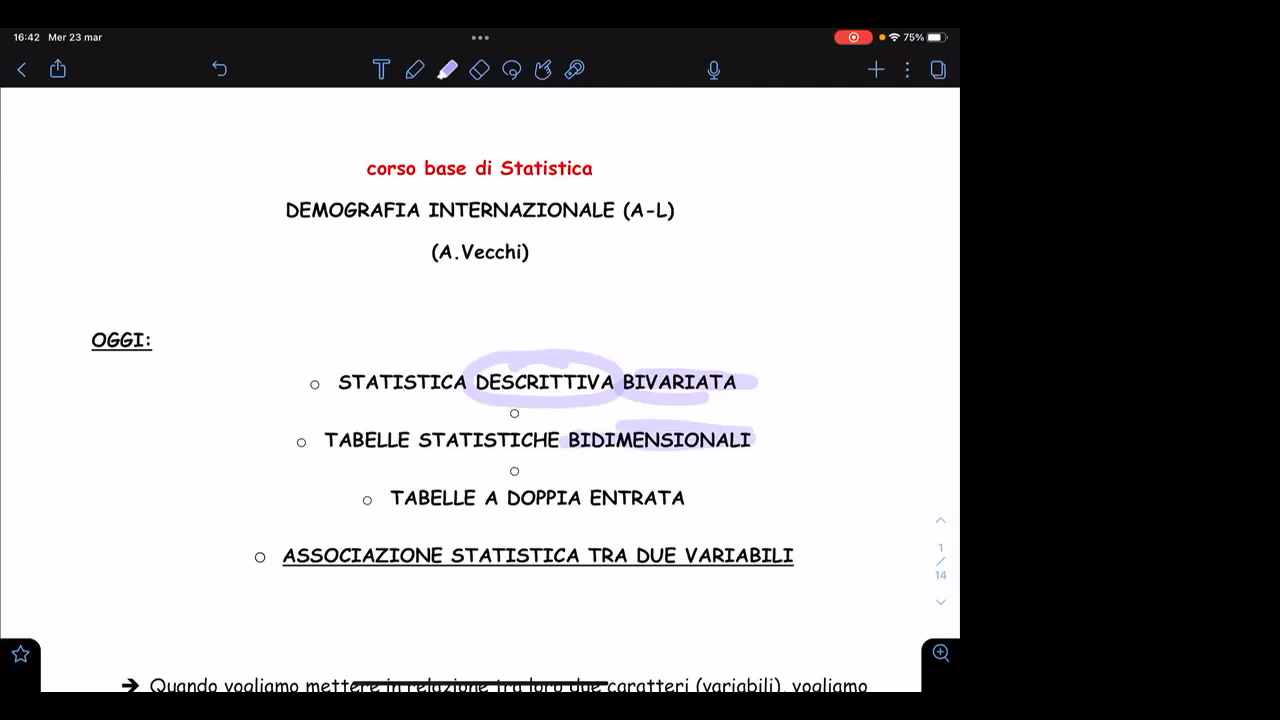 16:42 Mer 23 mar
75%
corso base di Statistica
DEMOGRAFIA INTERNAZIONALE (A-L)
(A.Vecchi)
OGGI:
STATISTICA DESCRITTIVA BIVARIATA
TABELLE STATISTICHE BIDIMENSIONALI
TABELLE A DOPPIA ENTRATA
ASSOCIAZIONE STATISTICA TRA DUE VARIABILI
1
/
14
➔ Quando vogliamo mettere in relazione tra loro due caratteri (variabili), vogliamo